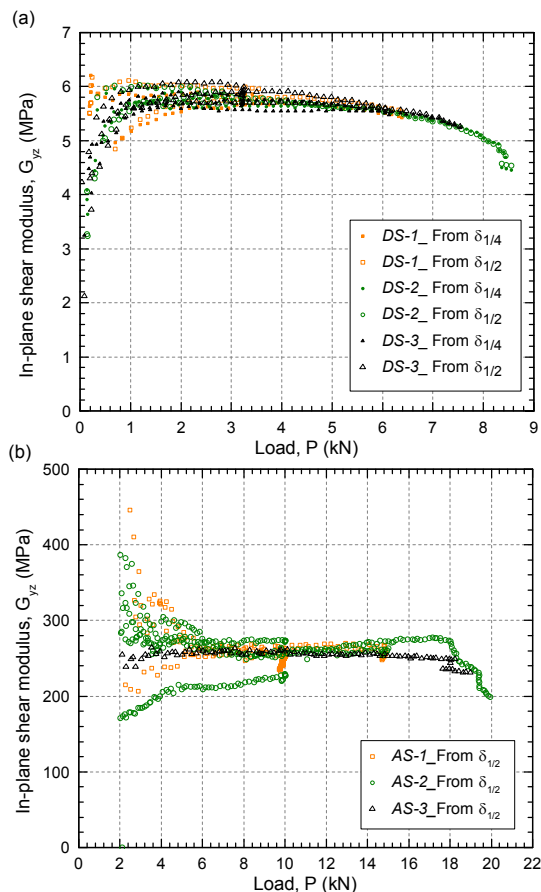 (a)
7
6
5
4
3
2
1
0
In-plane shear modulus, G_yz (MPa)
DS-1_ From δ1/4
DS-1_ From δ1/2
DS-2_ From δ1/4
DS-2_ From δ1/2
DS-3_ From δ1/4
DS-3_ From δ1/2
0 1 2 3 4 5 6 7 8 9
Load, P (kN)
(b)
500
400
300
200
100
0
In-plane shear modulus, G_yz (MPa)
AS-1_From δ1/2
AS-2_From δ1/2
AS-3_From δ1/2
0 2 4 6 8 10 12 14 16 18 20 22
Load, P (kN)